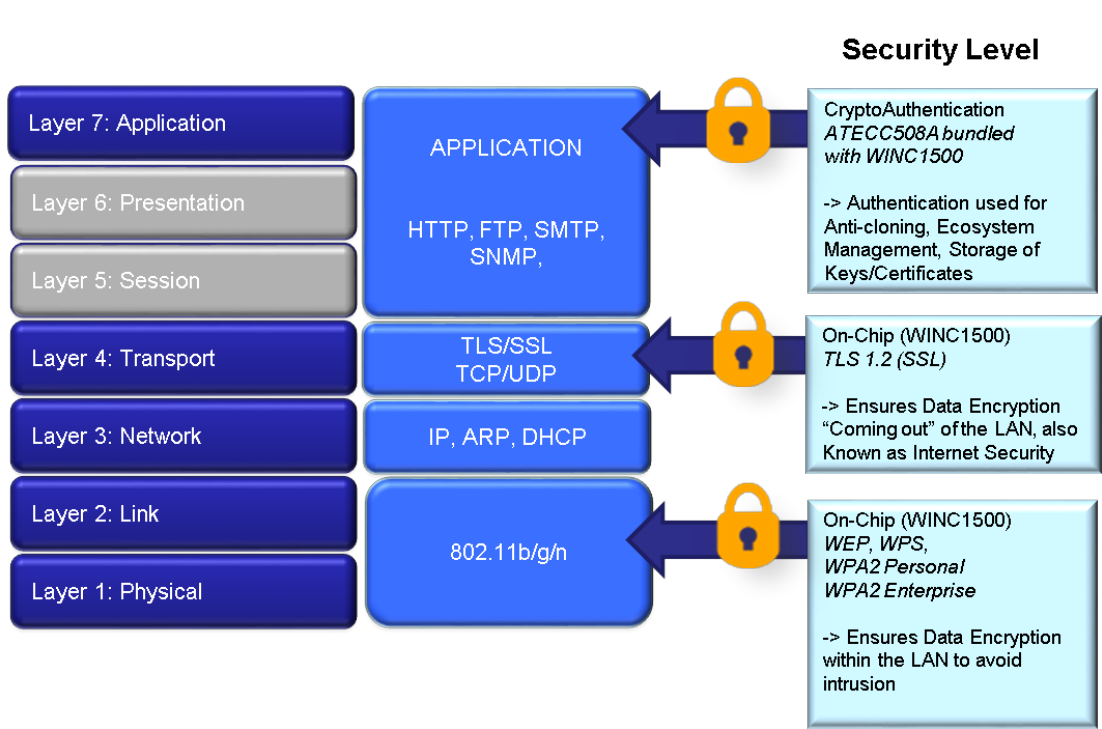 Security Level
Layer 7: Application
Layer 6: Presentation
Layer 5: Session
Layer 4: Transport
Layer 3: Network
Layer 2: Link
Layer 1: Physical
APPLICATION
HTTP, FTP, SMTP,
SNMP,
TLS/SSL
TCP/UDP
IP, ARP, DHCP
802.11b/g/n
CryptoAuthentication
ATECC508A bundled
with WINC1500
-> Authentication used for
Anti-cloning, Ecosystem
Management, Storage of
Keys/Certificates
On-Chip (WINC1500)
TLS 1.2 (SSL)
-> Ensures Data Encryption
“Coming out” of the LAN, also
Known as Internet Security
On-Chip (WINC1500)
WEP, WPS,
WPA2 Personal
WPA2 Enterprise
-> Ensures Data Encryption
within the LAN to avoid
intrusion